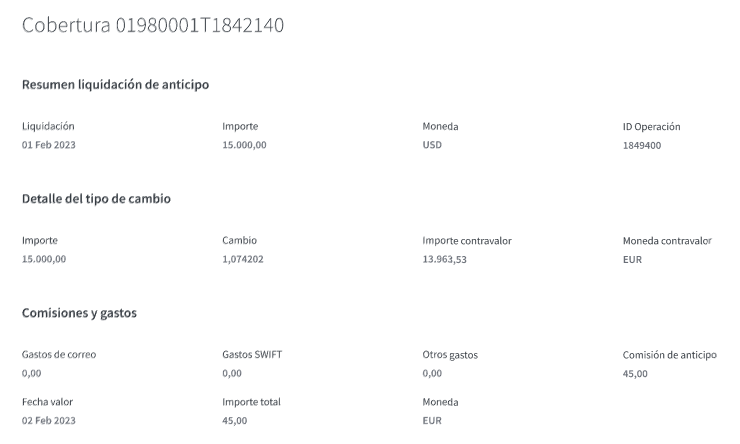 Cobertura 01980001T1842140
Resumen liquidación de anticipo
Liquidación Importe Moneda ID Operación
01 Feb 2023 15.000,00 USD 1849400
Detalle del tipo de cambio
Importe Cambio Importe contravalor Moneda contravalor
15.000,00 1,074202 13.963,53 EUR
Comisiones y gastos
Gastos de correo Gastos SWIFT Otros gastos Comisión de anticipo
0,00 0,00 0,00 45,00
Fecha valor Importe total Moneda
02 Feb 2023 45,00 EUR